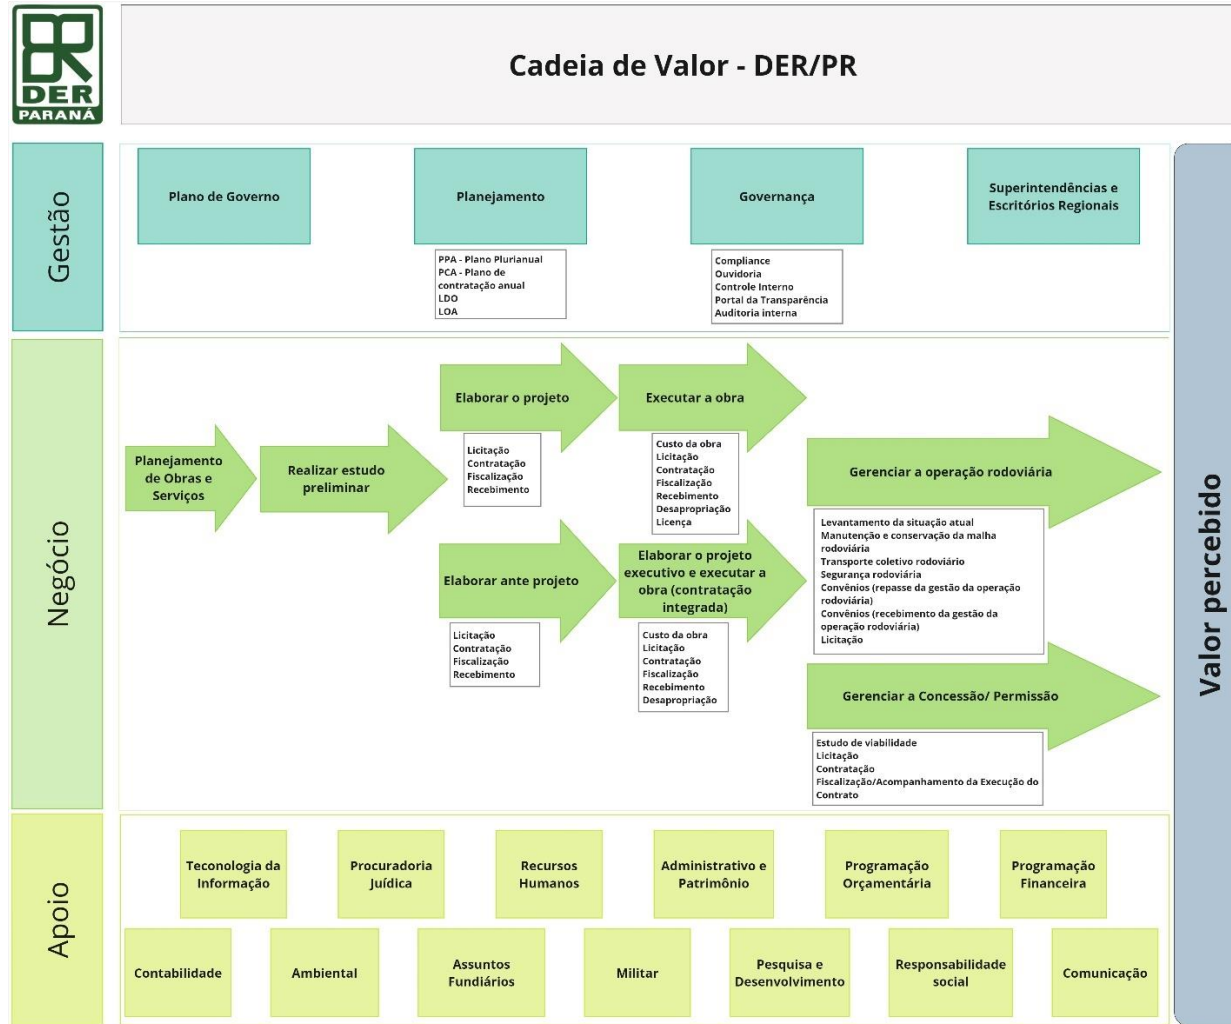 DER
PARANÁ
Cadeia de Valor - DER/PR
Gestão
Plano de Governo
Planejamento
Governança
Superintendências e
Escritórios Regionais
PPA - Plano Plurianual
PCA - Plano de
contratação anual
LDO
LOA
Compliance
Ouvidoria
Controle Interno
Portal da Transparência
Auditoria interna
Negócio
Planejamento
de Obras e
Serviços
Realizar estudo
preliminar
Elaborar o projeto
Licitação
Contratação
Fiscalização
Recebimento
Executar a obra
Custo da obra
Licitação
Contratação
Fiscalização
Recebimento
Desapropriação
Licença
Elaborar ante projeto
Licitação
Contratação
Fiscalização
Recebimento
Elaborar o projeto
executivo e executar a
obra (contratação
integrada)
Custo da obra
Licitação
Contratação
Fiscalização
Recebimento
Desapropriação
Gerenciar a operação rodoviária
Levantamento da situação atual
Manutenção e conservação da malha
rodoviária
Transporte coletivo rodoviário
Segurança rodoviária
Convênios (repasse da gestão da operação
rodoviária)
Convênios (recebimento da gestão da
operação rodoviária)
Licitação
Gerenciar a Concessão/ Permissão
Estudo de viabilidade
Licitação
Contratação
Fiscalização/Acompanhamento da Execução do
Contrato
Valor percebido
Apoio
Teconologia da
Informação
Procuradoria
Jurídica
Recursos
Humanos
Administrativo e
Patrimônio
Programação
Orçamentária
Programação
Financeira
Contabilidade
Ambiental
Assuntos
Fundiários
Militar
Pesquisa e
Desenvolvimento
Responsabilidade
social
Comunicação